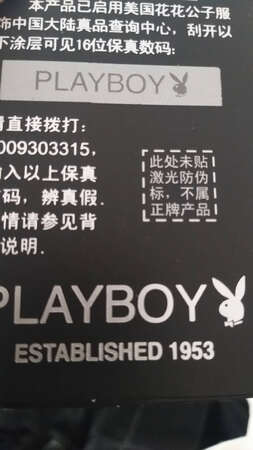 本产品已启用美国花花公子服
饰中国大陆真品查询中心，刮开以
下涂层可见16位保真数码：
PLAYBOY
请直接拨打：
009303315，
入以上保真
码，辨真假.
情请参见背
说明.
此处未贴
激光防伪
标，不属
正牌产品
PLAYBOY
ESTABLISHED 1953